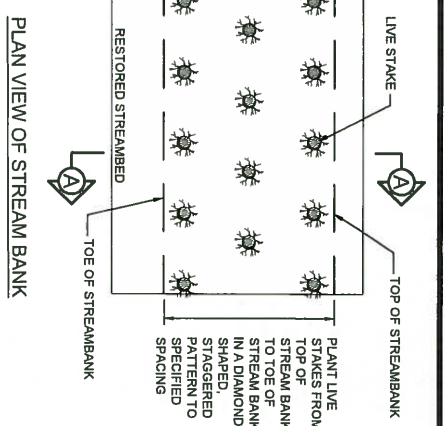 LIVE STAKE
TOP OF STREAMBANK
A
PLANT LIVE
STAKES FROM
TOP OF
STREAM BANK
TO TOE OF
STREAM BANK
IN A DIAMOND
SHAPED,
STAGGERED
PATTERN TO
SPECIFIED
SPACING
RESTORED STREAMBED
TOE OF STREAMBANK
A
PLAN VIEW OF STREAM BANK